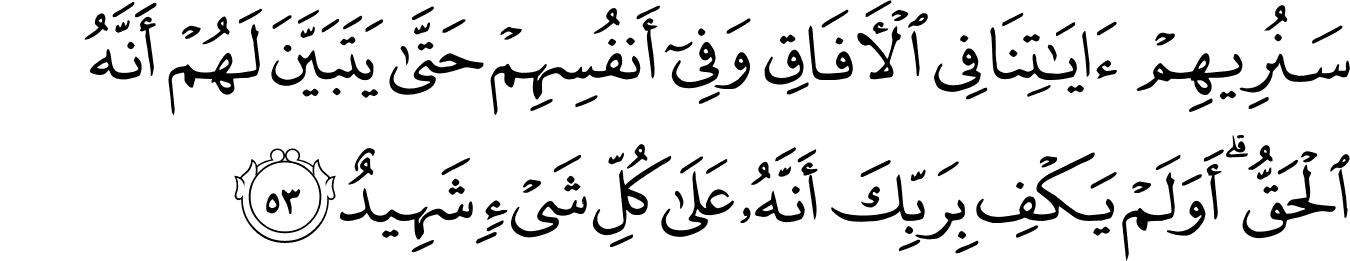 سَنُرِيهِمْ ءَايَـٰتِنَا فِى ٱلْأَفَاقِ وَفِىٓ أَنفُسِهِمْ حَتَّىٰ يَتَبَيَّنَ لَهُمْ أَنَّهُ
ٱلْحَقُّ ۗ أَوَلَمْ يَكْفِ بِرَبِّكَ أَنَّهُۥ عَلَىٰ كُلِّ شَىْءٍ شَهِيدٌ ٥٣